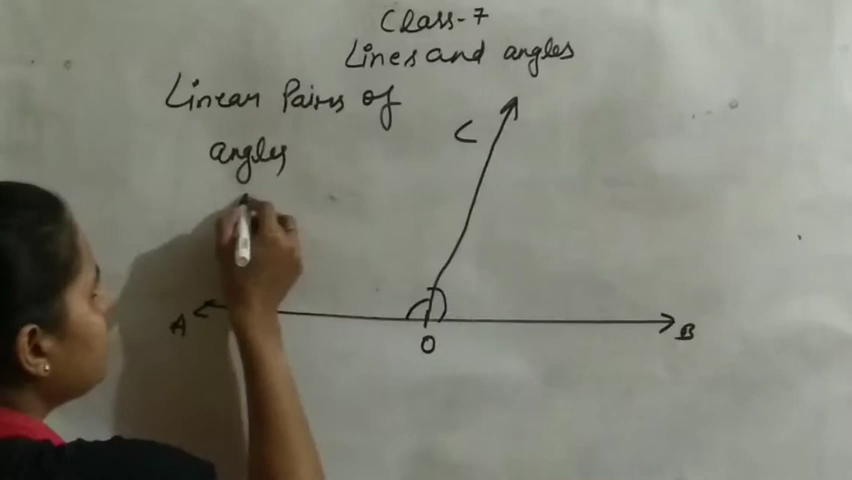 Class-7
Lines and angles
Linear Pairs of
angles
C
A
O
B